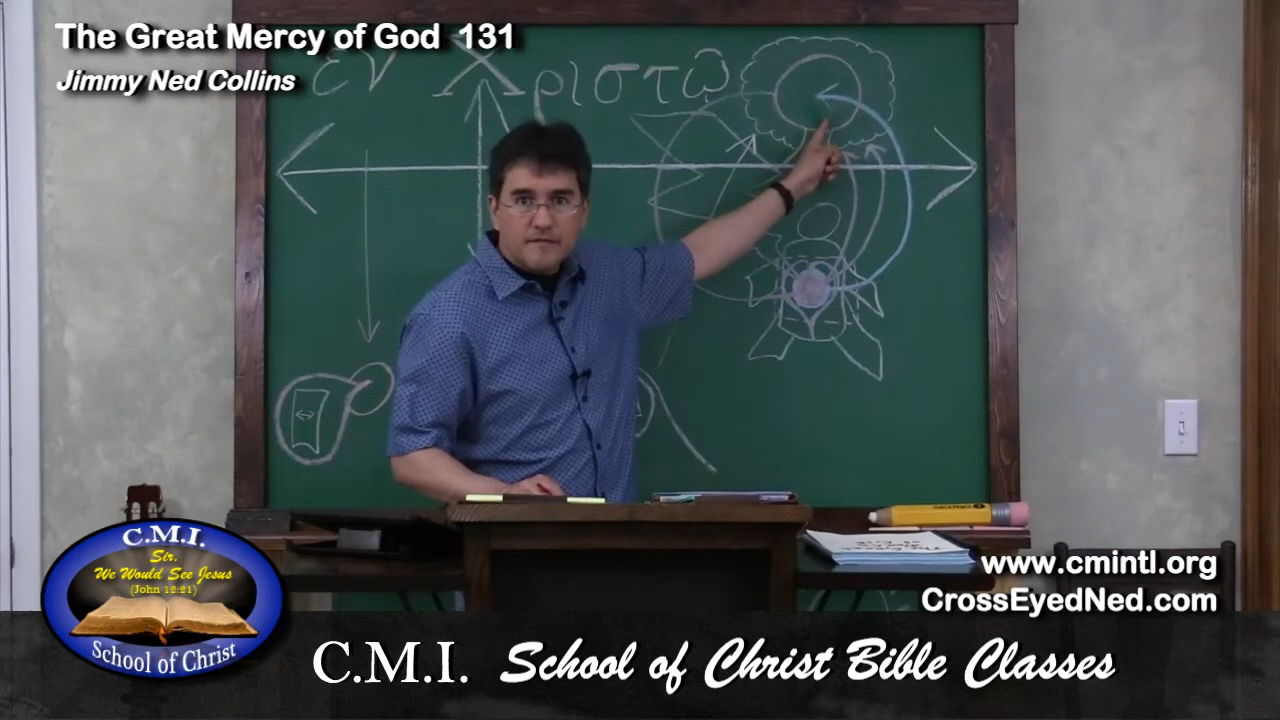 The Great Mercy of God 131
Jimmy Ned Collins
ἐν Χριστῷ
C.M.I.
Sir,
We Would See Jesus
(John 12:21)
School of Christ
www.cmintl.org
CrossEyedNed.com
C.M.I. School of Christ Bible Classes